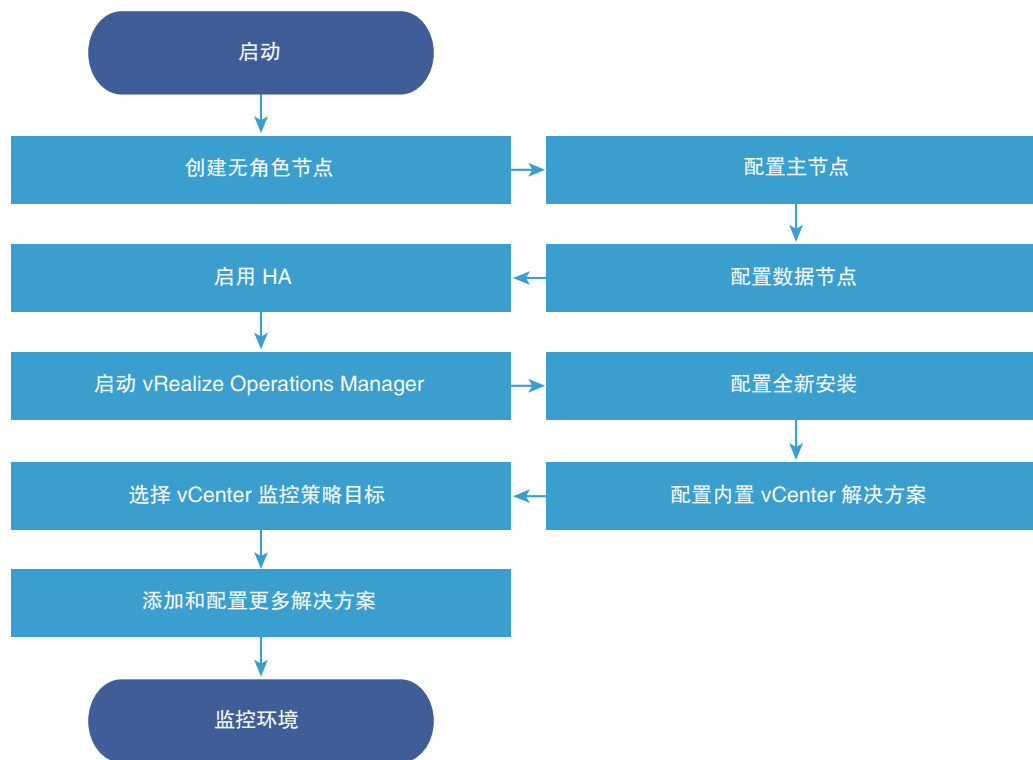 启动
创建无角色节点
配置主节点
配置数据节点
启用 HA
启动 vRealize Operations Manager
配置全新安装
配置内置 vCenter 解决方案
选择 vCenter 监控策略目标
添加和配置更多解决方案
监控环境